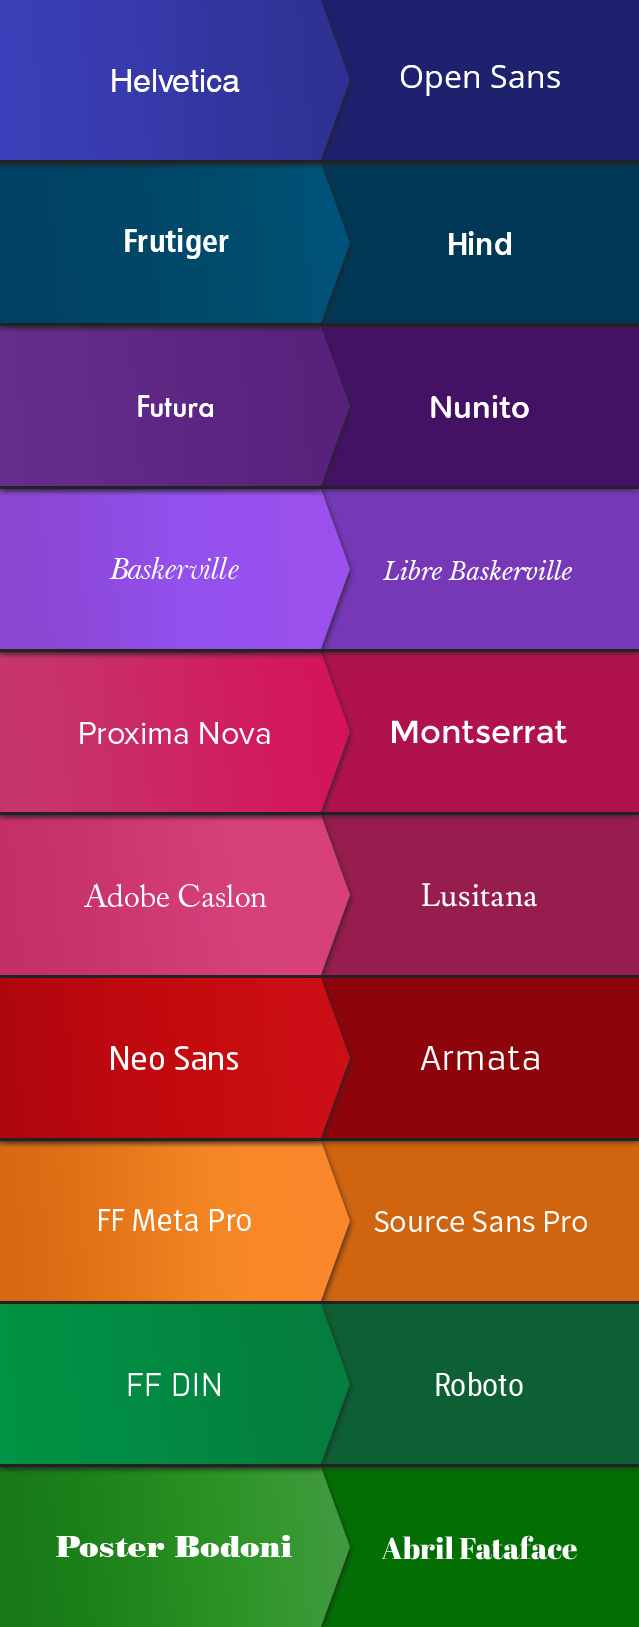 Helvetica
Open Sans
Frutiger
Hind
Futura
Nunito
Baskerville
Libre Baskerville
Proxima Nova
Montserrat
Adobe Caslon
Lusitana
Neo Sans
Armata
FF Meta Pro
Source Sans Pro
FF DIN
Roboto
Poster Bodoni
Abril Fataface